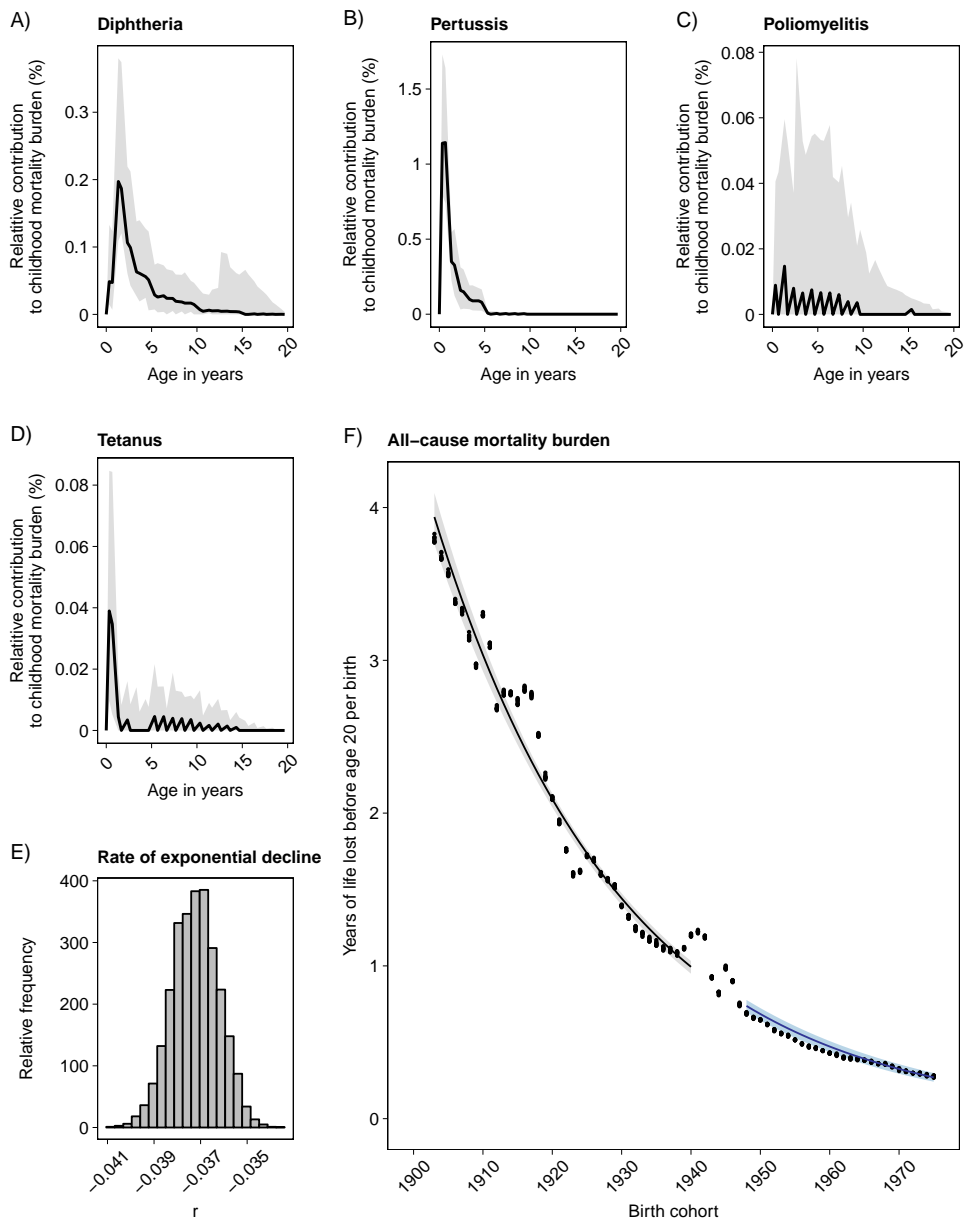 A)
Diphtheria
Relatitive contribution
to childhood mortality burden (%)
0.3
0.2
0.1
0
0
5
10
15
20
Age in years
B)
Pertussis
Relatitive contribution
to childhood mortality burden (%)
1.5
1
0.5
0
0
5
10
15
20
Age in years
C)
Poliomyelitis
Relatitive contribution
to childhood mortality burden (%)
0.08
0.06
0.04
0.02
0
0
5
10
15
20
Age in years
D)
Tetanus
Relatitive contribution
to childhood mortality burden (%)
0.08
0.06
0.04
0.02
0
0
5
10
15
20
Age in years
E)
Rate of exponential decline
Relative frequency
400
300
200
100
0
−0.041
−0.039
−0.037
−0.035
r
F)
All−cause mortality burden
Years of life lost before age 20 per birth
4
3
2
1
0
1900
1910
1920
1930
1940
1950
1960
1970
Birth cohort